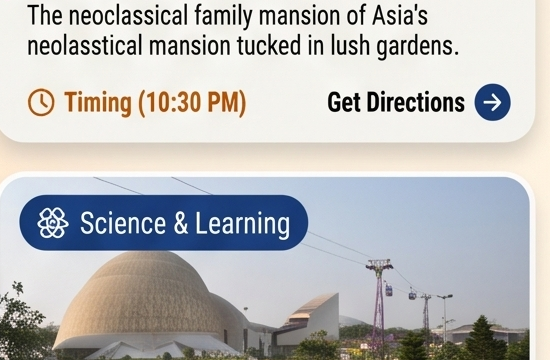 The neoclassical family mansion of Asia's
neolasstical mansion tucked in lush gardens.
Timing (10:30 PM)
Get Directions
Science & Learning